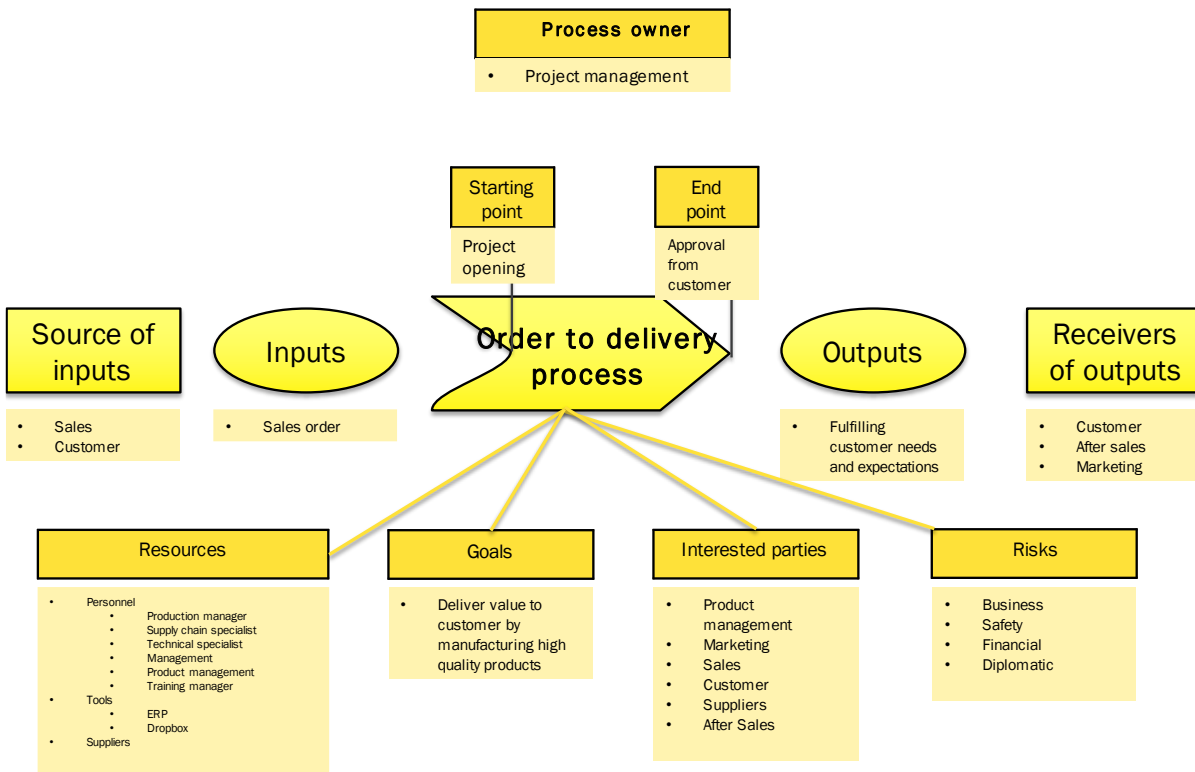 Process owner
• Project management
Starting
point
Project
opening
End
point
Approval
from
customer
Source of
inputs
• Sales
• Customer
Inputs
• Sales order
Order to delivery
process
Outputs
• Fulfilling
customer needs
and expectations
Receivers
of outputs
• Customer
• After sales
• Marketing
Resources
• Personnel
• Production manager
• Supply chain specialist
• Technical specialist
• Management
• Product management
• Training manager
• Tools
• ERP
• Dropbox
• Suppliers
Goals
• Deliver value to
customer by
manufacturing high
quality products
Interested parties
• Product
management
• Marketing
• Sales
• Customer
• Suppliers
• After Sales
Risks
• Business
• Safety
• Financial
• Diplomatic